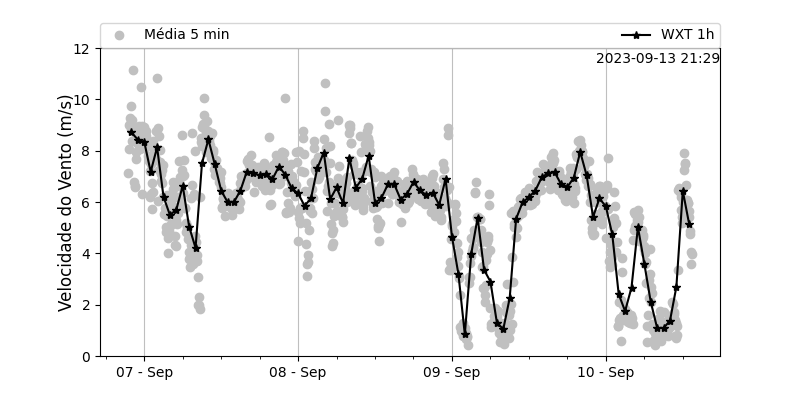 Média 5 min
WXT 1h
2023-09-13 21:29
Velocidade do Vento (m/s)
12
10
8
6
4
2
0
07 - Sep
08 - Sep
09 - Sep
10 - Sep